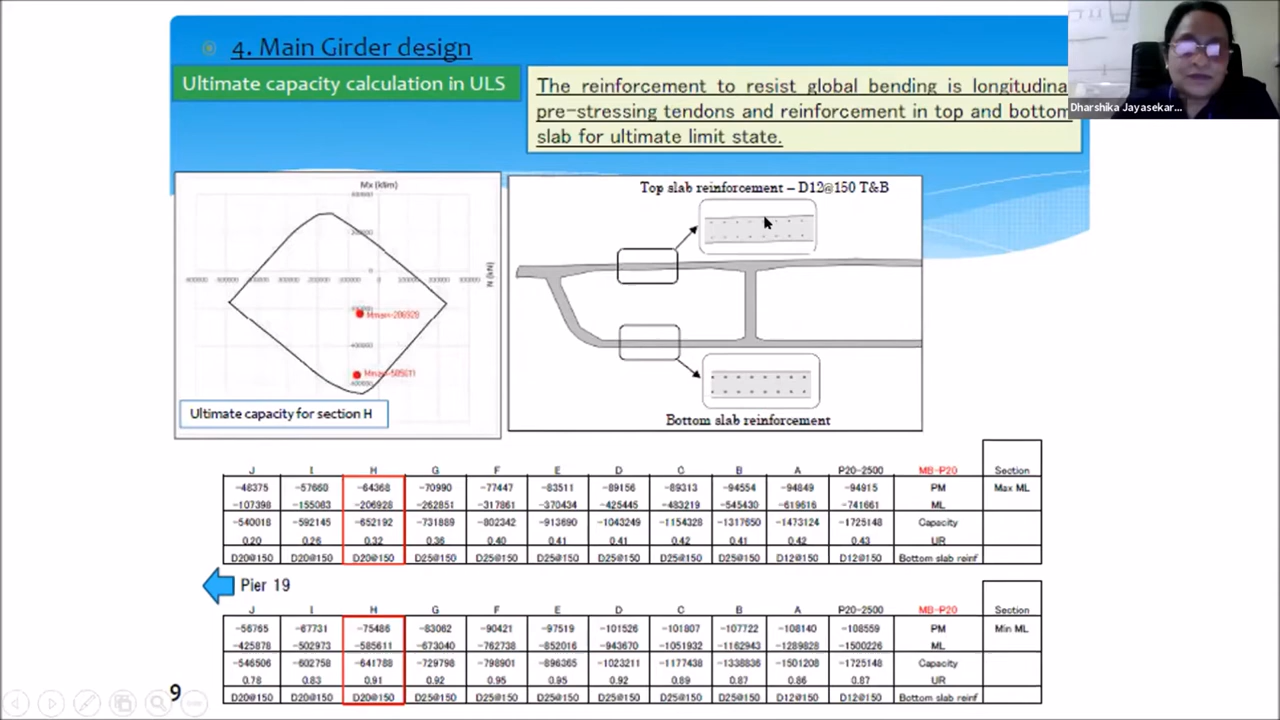 4. Main Girder design
Ultimate capacity calculation in ULS
The reinforcement to resist global bending is longitudina
pre-stressing tendons and reinforcement in top and bottom
slab for ultimate limit state.
Dharshika Jayasekar...
Mx (kNm)
N (kN)
Mmax-206928
Mmax-585611
Ultimate capacity for section H
Top slab reinforcement – D12@150 T&B
Bottom slab reinforcement
J I H G F E D C B A P20-2500 MB-P20 Section
-48375 -57660 -64368 -70990 -77447 -83511 -89156 -89313 -94554 -94849 -94915 PM Max ML
-107398 -155083 -206928 -262851 -317861 -370434 -425445 -483219 -545430 -619616 -741661 ML
-540018 -592145 -652192 -731889 -802342 -913690 -1043249 -1154328 -1317650 -1473124 -1725148 Capacity
0.20 0.26 0.32 0.36 0.40 0.41 0.41 0.42 0.41 0.42 0.43 UR
D20@150 D20@150 D20@150 D25@150 D25@150 D25@150 D25@150 D25@150 D25@150 D12@150 D12@150 Bottom slab reinf
Pier 19
J I H G F E D C B A P20-2500 MB-P20 Section
-56765 -67731 -75486 -83062 -90421 -97519 -101526 -101807 -107722 -108140 -108559 PM Min ML
-425878 -502973 -585611 -673040 -762738 -852016 -943670 -1051932 -1162943 -1289828 -1500226 ML
-546506 -602758 -641788 -729798 -798901 -896365 -1023211 -1177438 -1338836 -1501208 -1725148 Capacity
0.78 0.83 0.91 0.92 0.95 0.95 0.92 0.89 0.87 0.86 0.87 UR
D20@150 D20@150 D20@150 D25@150 D25@150 D25@150 D25@150 D25@150 D25@150 D12@150 D12@150 Bottom slab reinf
9